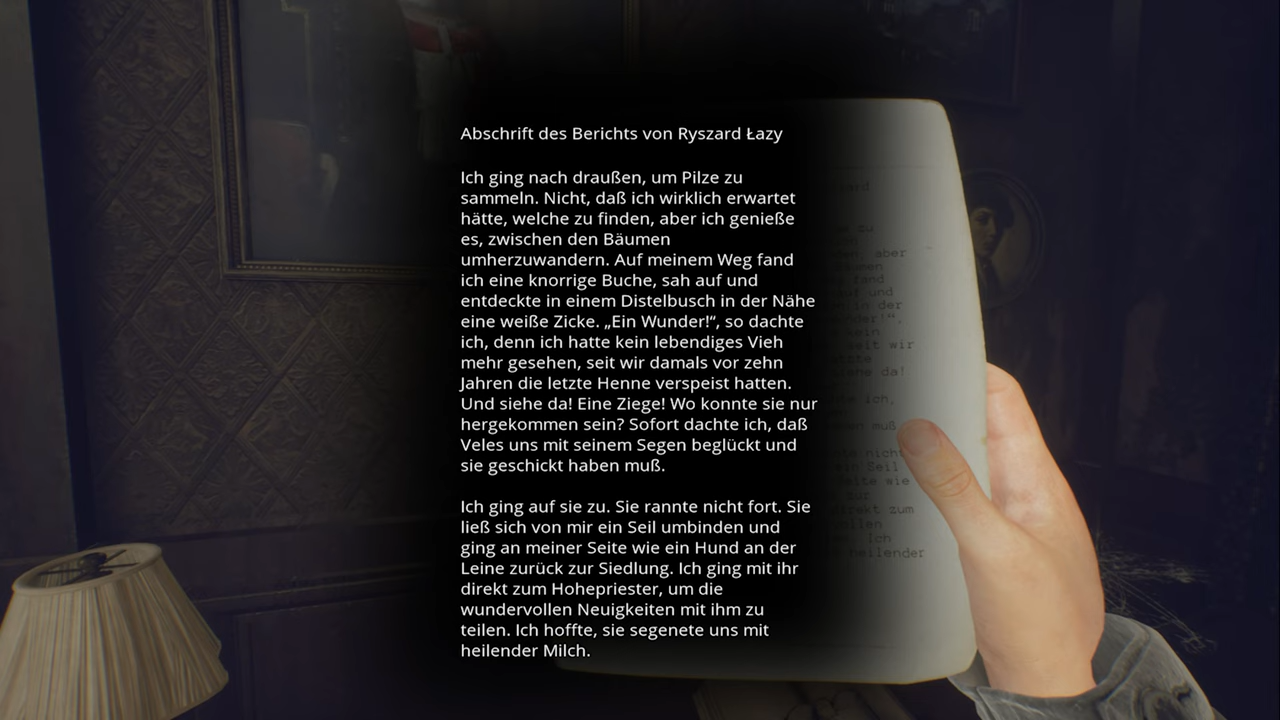 Abschrift des Berichts von Ryszard Łazy
Ich ging nach draußen, um Pilze zu
sammeln. Nicht, daß ich wirklich erwartet
hätte, welche zu finden, aber ich genieße
es, zwischen den Bäumen
umherzuwandern. Auf meinem Weg fand
ich eine knorrige Buche, sah auf und
entdeckte in einem Distelbusch in der Nähe
eine weiße Zicke. „Ein Wunder!“, so dachte
ich, denn ich hatte kein lebendiges Vieh
mehr gesehen, seit wir damals vor zehn
Jahren die letzte Henne verspeist hatten.
Und siehe da! Eine Ziege! Wo konnte sie nur
hergekommen sein? Sofort dachte ich, daß
Veles uns mit seinem Segen beglückt und
sie geschickt haben muß.
Ich ging auf sie zu. Sie rannte nicht fort. Sie
ließ sich von mir ein Seil umbinden und
ging an meiner Seite wie ein Hund an der
Leine zurück zur Siedlung. Ich ging mit ihr
direkt zum Hohepriester, um die
wundervollen Neuigkeiten mit ihm zu
teilen. Ich hoffte, sie segenete uns mit
heilender Milch.